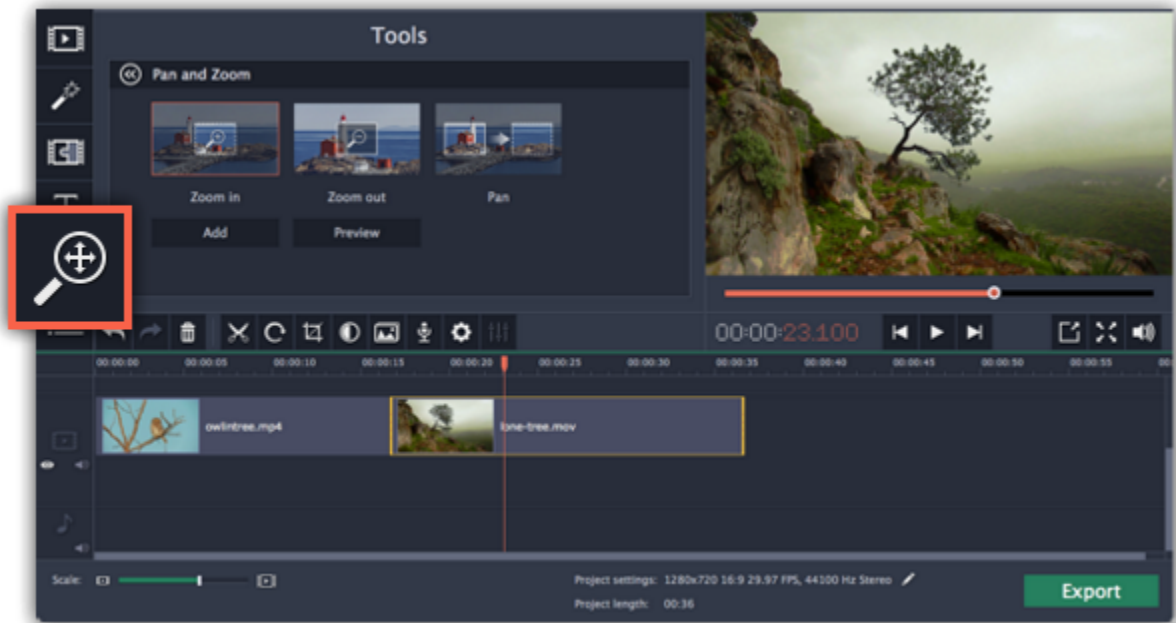 Tools
Pan and Zoom
Zoom in
Zoom out
Pan
Add
Preview
T
00:00:23.100
00:00:00 00:00:05 00:00:10 00:00:15 00:00:20 00:00:25 00:00:30 00:00:35 00:00:40 00:00:45 00:00:50 00:00:55 00
owlintree.mp4
lone-tree.mov
Scale:
Project settings: 1280x720 16:9 29.97 FPS, 44100 Hz Stereo
Project length: 00:36
Export